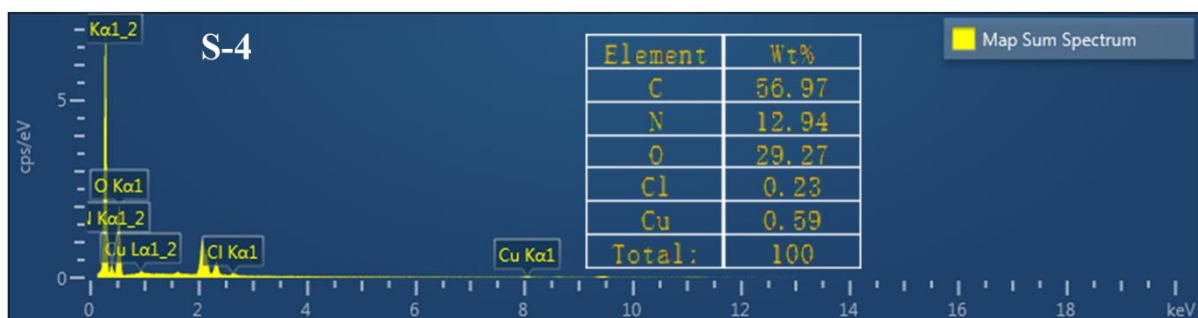 Kα1_2
S-4
Map Sum Spectrum
Element Wt%
C 56.97
N 12.94
O 29.27
Cl 0.23
Cu 0.59
Total: 100
cps/eV
5
0
O Kα1
N Kα1_2
Cu Lα1_2
Cl Kα1
Cu Kα1
0 2 4 6 8 10 12 14 16 18 keV